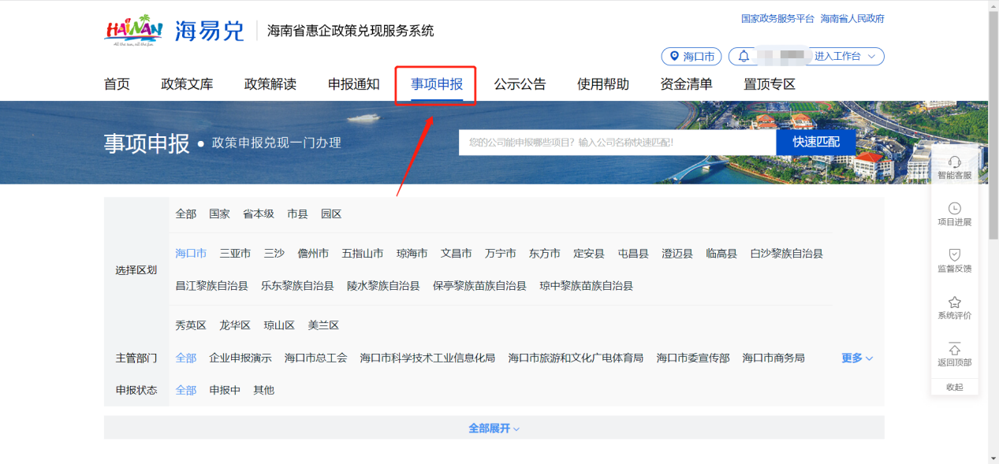 国家政务服务平台 海南省人民政府
HAINAN 海易兑 海南省惠企政策兑现服务系统
海口市 进入工作台
首页 政策文库 政策解读 申报通知 事项申报 公示公告 使用帮助 资金清单 置顶专区
事项申报 • 政策申报兑现一门办理
您的公司能申报哪些项目？输入公司名称快速匹配！ 快速匹配
智能客服
项目进展
监督反馈
系统评价
返回顶部
收起
选择区划
全部 国家 省本级 市县 园区
海口市 三亚市 三沙 儋州市 五指山市 琼海市 文昌市 万宁市 东方市 定安县 屯昌县 澄迈县 临高县 白沙黎族自治县
昌江黎族自治县 乐东黎族自治县 陵水黎族自治县 保亭黎族苗族自治县 琼中黎族苗族自治县
秀英区 龙华区 琼山区 美兰区
主管部门 全部 企业申报演示 海口市总工会 海口市科学技术工业信息化局 海口市旅游和文化广电体育局 海口市委宣传部 海口市商务局 更多
申报状态 全部 申报中 其他
全部展开